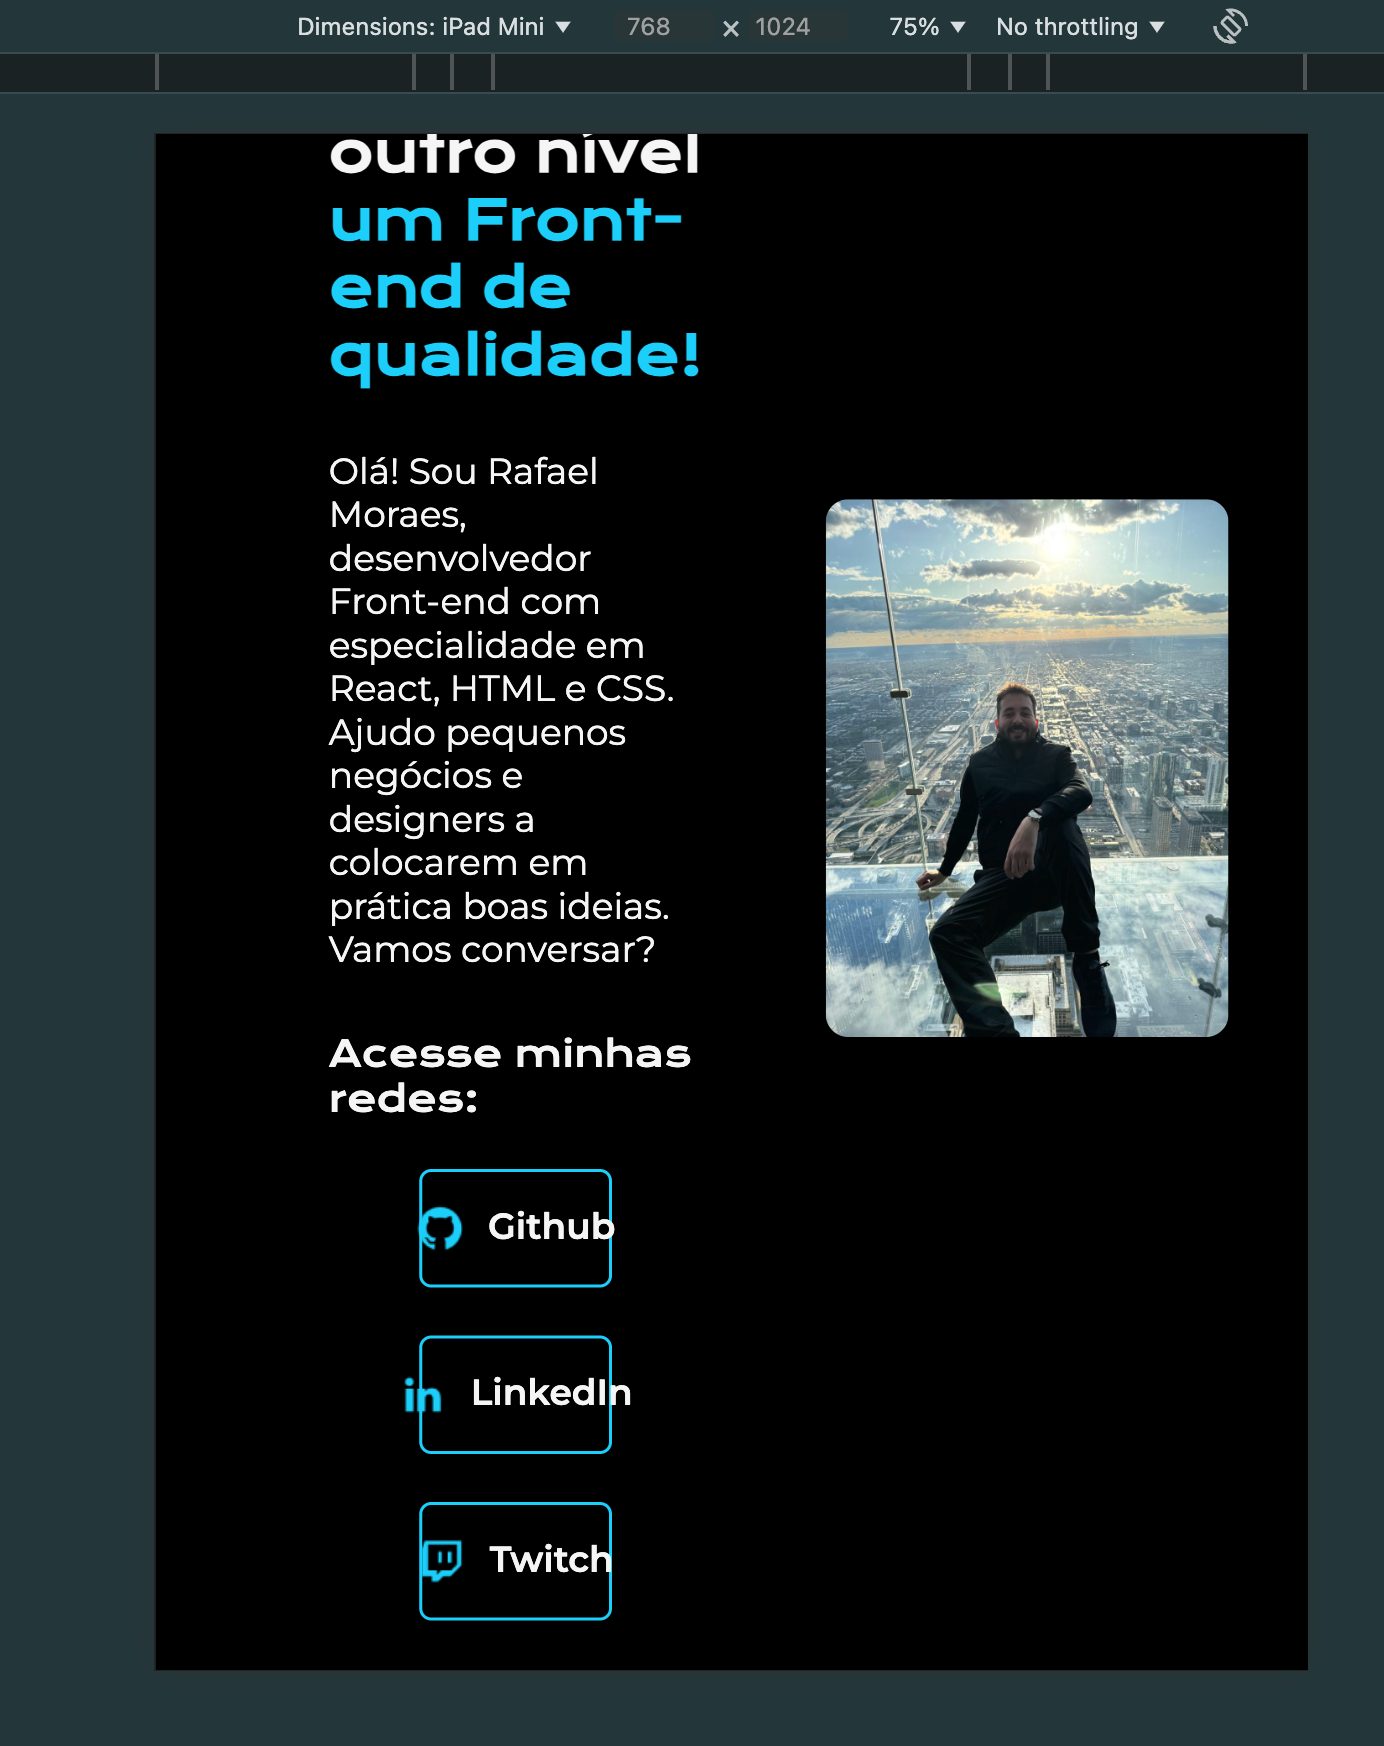 Dimensions: iPad Mini ▼ 768 × 1024 75% ▼ No throttling ▼
outro nível
um Front-
end de
qualidade!
Olá! Sou Rafael
Moraes,
desenvolvedor
Front-end com
especialidade em
React, HTML e CSS.
Ajudo pequenos
negócios e
designers a
colocarem em
prática boas ideias.
Vamos conversar?
Acesse minhas
redes:
Github
in LinkedIn
Twitch